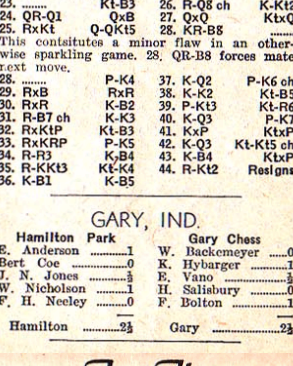 23. ........ Kt-B3 26. R-Q8 ch K-Kt2
24. QR-Q1 QxB 27. QxQ KtxQ
25. RxKt Q-QKt5 28. KR-B8 ........
This contsitutes a minor flaw in an other-
wise sparkling game. 28. QR-B8 forces mate
next move.
28. ........ P-K4 37. K-Q2 P-K6 ch
29. RxB RxR 38. K-K2 Kt-B5
30. RxR K-B2 39. P-Kt3 Kt-R6
31. R-B7 ch K-K3 40. K-Q3 P-K7
32. RxKtP Kt-B3 41. KxP KtxP
33. RxKRP P-K5 42. K-Q3 Kt-Kt5 ch
34. R-R3 K-B4 43. K-B4 KtxP
35. R-KKt3 Kt-K4 44. R-Kt2 Resigns
36. K-B1 K-B5
GARY, IND.
Hamilton Park Gary Chess
E. Anderson ........1 W. Backemeyer ....0
Bert Coe ........0 K. Hybarger ........1
J. N. Jones ........½ E. Vano ........½
W. Nicholson ........1 H. Salisbury ........0
F. H. Neeley ........0 F. Bolton ........1
Hamilton ........2½ Gary ........2½